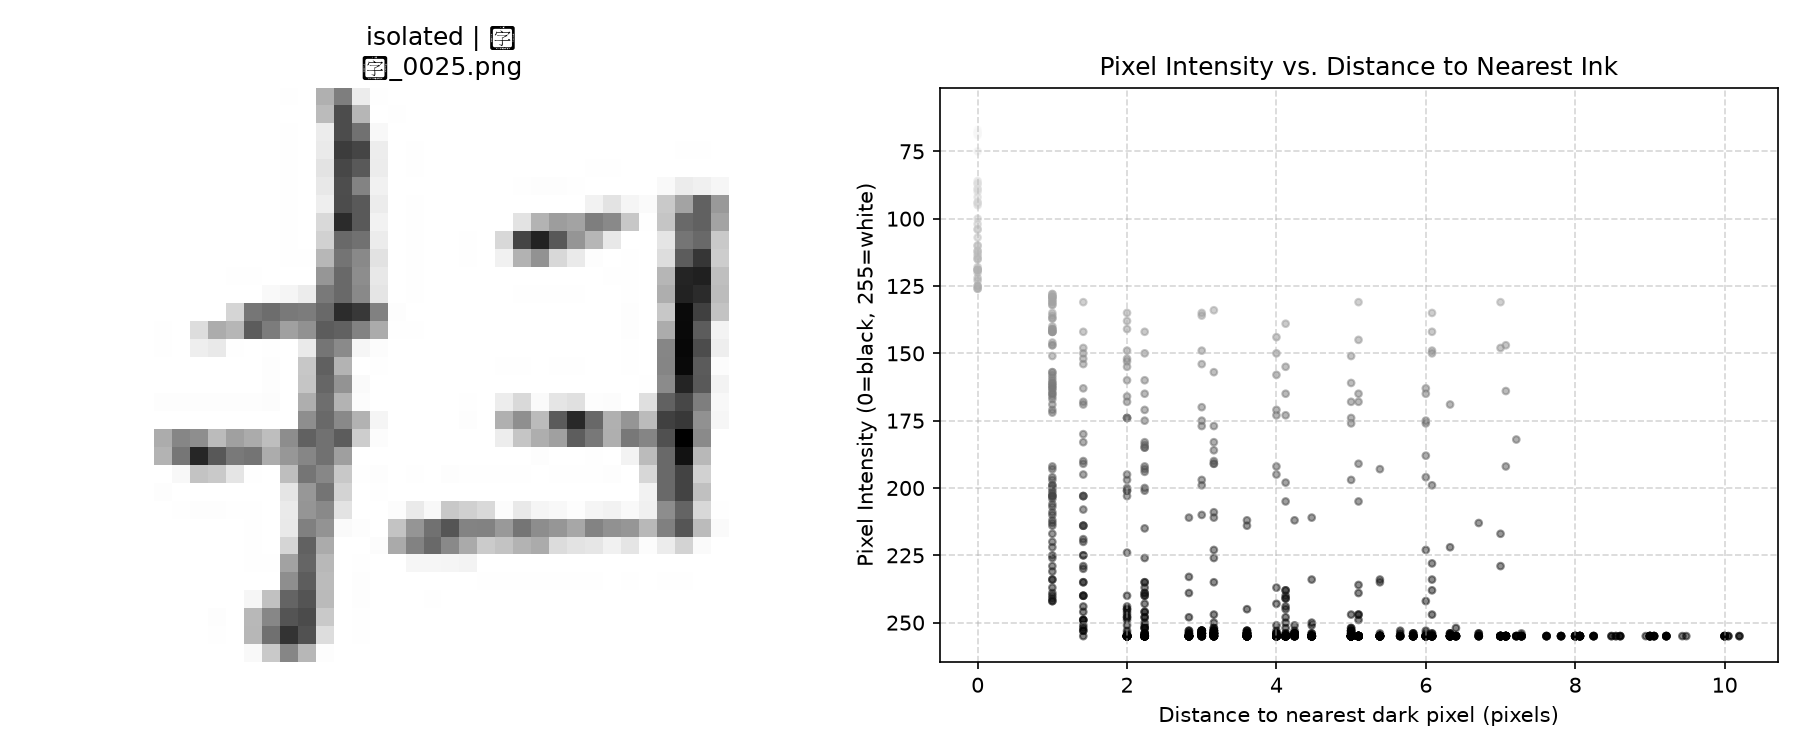 isolated |
_0025.png
扫
Pixel Intensity vs. Distance to Nearest Ink
Pixel Intensity (0=black, 255=white)
75
100
125
150
175
200
225
250
0 2 4 6 8 10
Distance to nearest dark pixel (pixels)